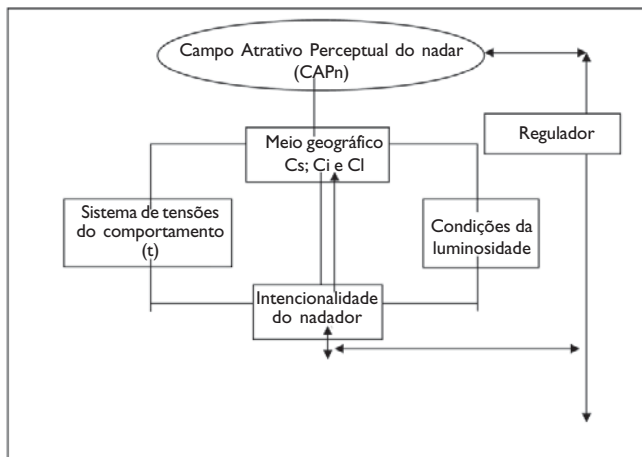 Campo Atrativo Perceptual do nadar
(CAPn)
Meio geográfico
Cs; Ci e Cl
Regulador
Sistema de tensões
do comportamento
(t)
Condições da
luminosidade
Intencionalidade
do nadador